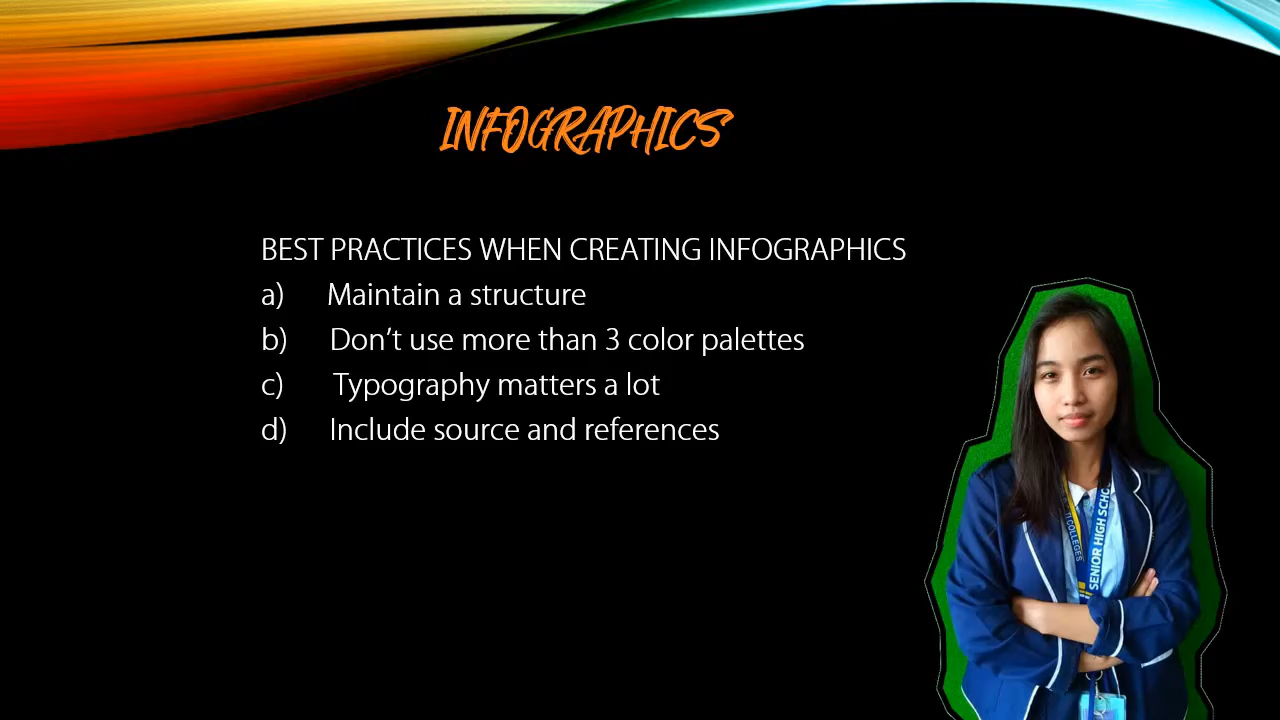 INFOGRAPHICS
BEST PRACTICES WHEN CREATING INFOGRAPHICS
a) Maintain a structure
b) Don’t use more than 3 color palettes
c) Typography matters a lot
d) Include source and references
COLLEGES
SENIOR HIGH SCHO